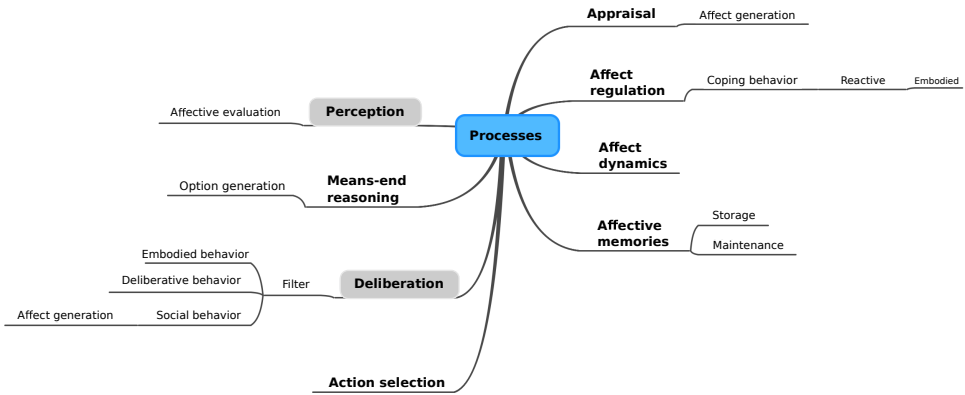 Appraisal
Affect generation
Affect
regulation
Coping behavior
Reactive
Embodied
Affective evaluation
Perception
Processes
Affect
dynamics
Option generation
Means-end
reasoning
Affective
memories
Storage
Maintenance
Embodied behavior
Deliberative behavior
Filter
Deliberation
Affect generation
Social behavior
Action selection